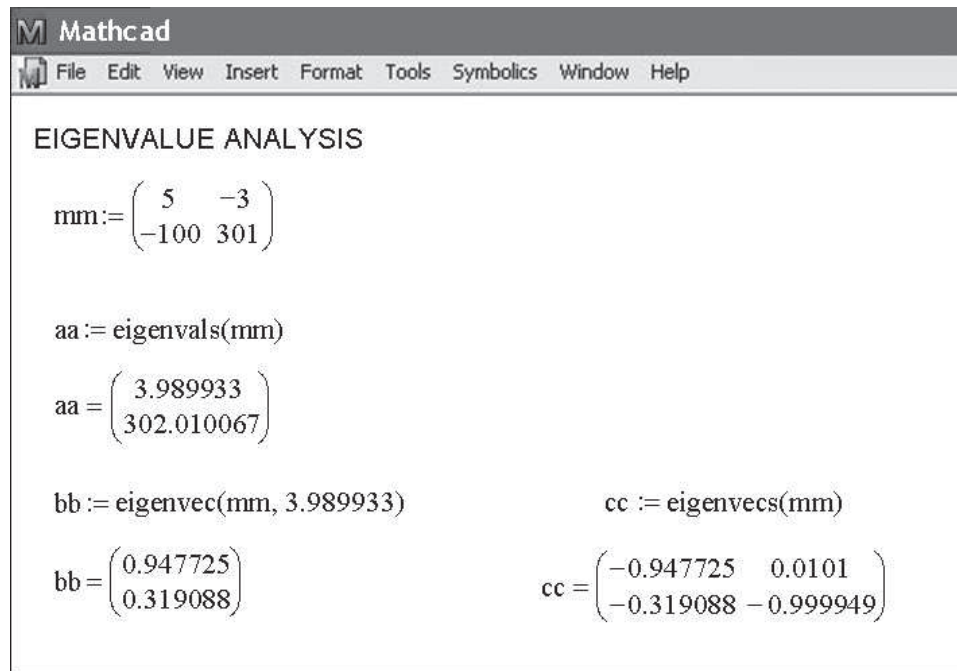 Mathcad
File Edit View Insert Format Tools Symbolics Window Help
EIGENVALUE ANALYSIS
mm := ( 5 −3
−100 301 )
aa := eigenvals(mm)
aa = ( 3.989933
302.010067 )
bb := eigenvec(mm, 3.989933) cc := eigenvecs(mm)
bb = ( 0.947725
0.319088 )
cc = ( −0.947725 0.0101
−0.319088 −0.999949 )